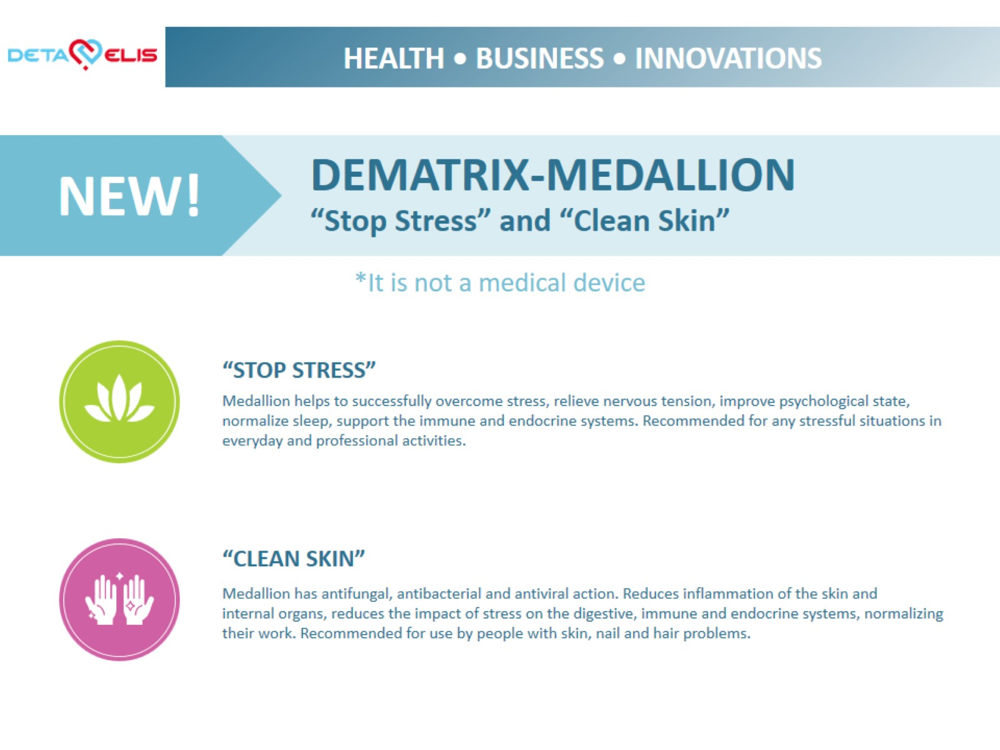 DETA ELIS
HEALTH • BUSINESS • INNOVATIONS
NEW!
DEMATRIX-MEDALLION
“Stop Stress” and “Clean Skin”
*It is not a medical device
“STOP STRESS”
Medallion helps to successfully overcome stress, relieve nervous tension, improve psychological state,
normalize sleep, support the immune and endocrine systems. Recommended for any stressful situations in
everyday and professional activities.
“CLEAN SKIN”
Medallion has antifungal, antibacterial and antiviral action. Reduces inflammation of the skin and
internal organs, reduces the impact of stress on the digestive, immune and endocrine systems, normalizing
their work. Recommended for use by people with skin, nail and hair problems.